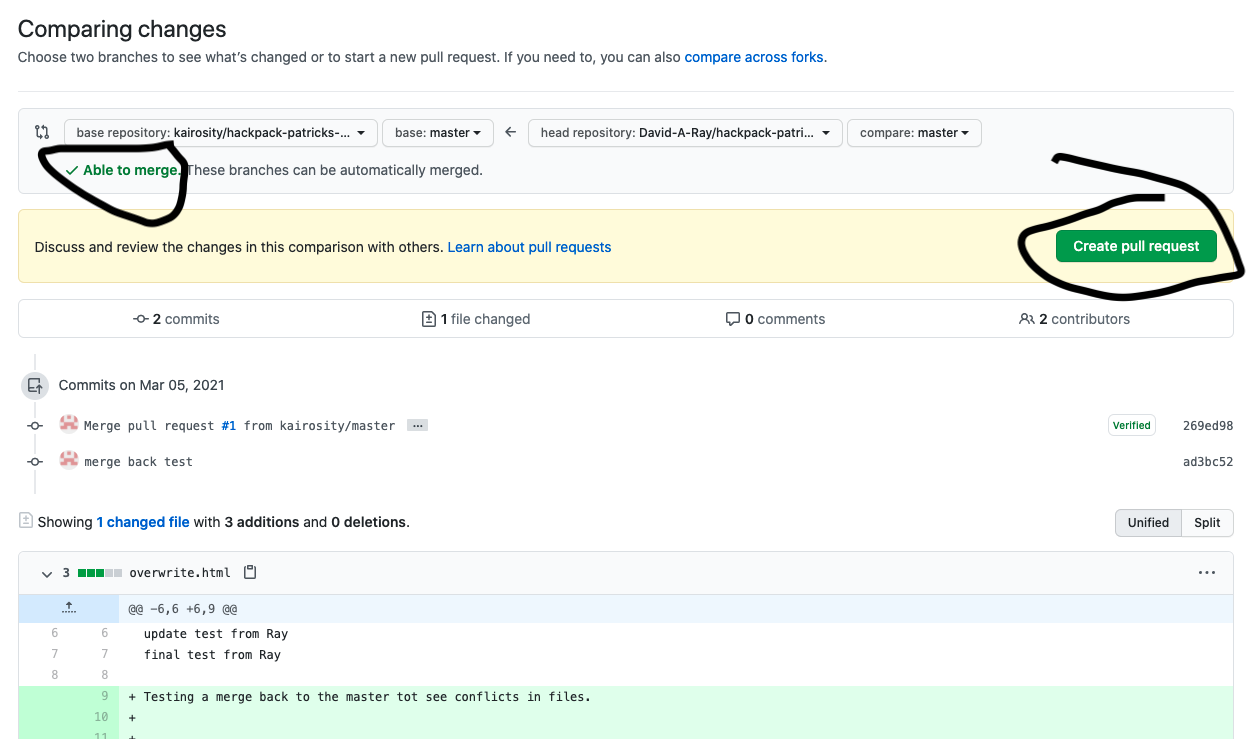 Comparing changes
Choose two branches to see what's changed or to start a new pull request. If you need to, you can also compare across forks.
base repository: kairosity/hackpack-patricks-... base: master head repository: David-A-Ray/hackpack-patri... compare: master
Able to merge. These branches can be automatically merged.
Discuss and review the changes in this comparison with others. Learn about pull requests Create pull request
2 commits 1 file changed 0 comments 2 contributors
Commits on Mar 05, 2021
Merge pull request #1 from kairosity/master ... Verified 269ed98
merge back test ad3bc52
Showing 1 changed file with 3 additions and 0 deletions. Unified Split
3 overwrite.html ...
@@ -6,6 +6,9 @@
6 6 update test from Ray
7 7 final test from Ray
8 8
9 + Testing a merge back to the master tot see conflicts in files.
10 +
11 +